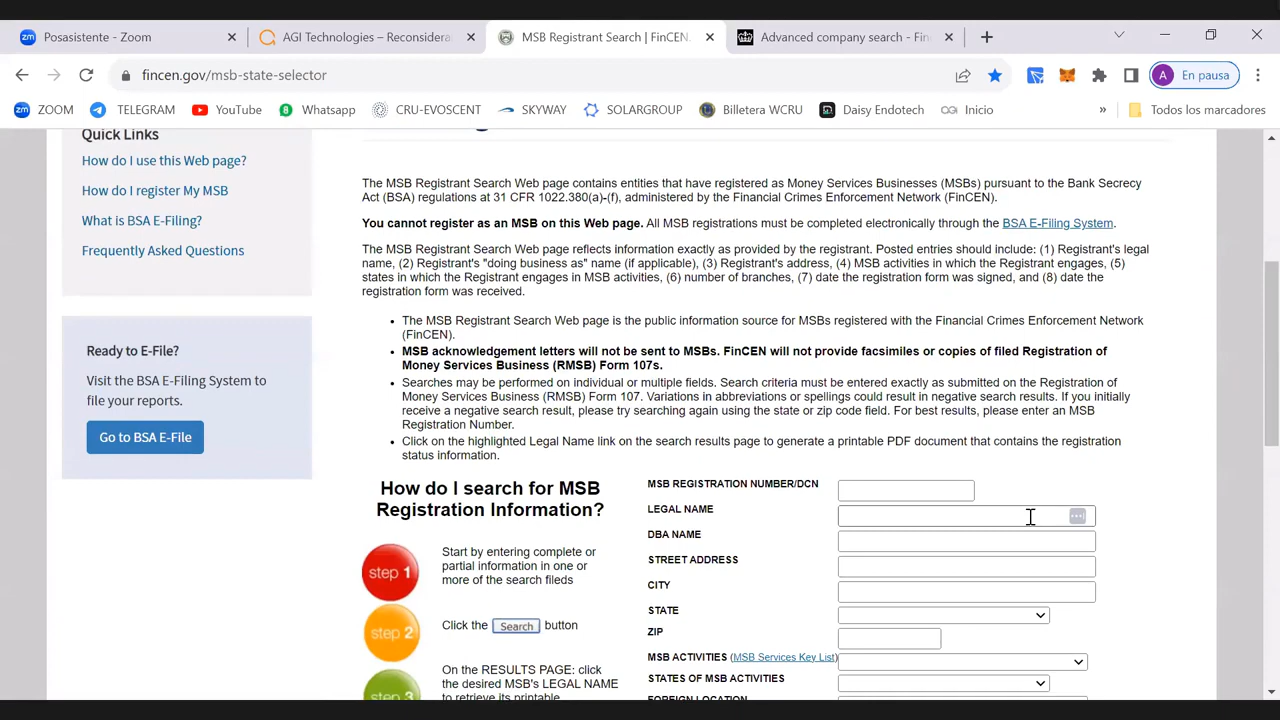 Posasistente - Zoom
AGI Technologies – Reconsidera
MSB Registrant Search | FinCEN.
Advanced company search - Fin
fincen.gov/msb-state-selector
A En pausa
ZOOM
TELEGRAM
YouTube
Whatsapp
CRU-EVOSCENT
SKYWAY
SOLARGROUP
Billetera WCRU
Daisy Endotech
Inicio
»
Todos los marcadores
Quick Links
How do I use this Web page?
How do I register My MSB
What is BSA E-Filing?
Frequently Asked Questions
Ready to E-File?
Visit the BSA E-Filing System to
file your reports.
Go to BSA E-File
The MSB Registrant Search Web page contains entities that have registered as Money Services Businesses (MSBs) pursuant to the Bank Secrecy
Act (BSA) regulations at 31 CFR 1022.380(a)-(f), administered by the Financial Crimes Enforcement Network (FinCEN).
You cannot register as an MSB on this Web page. All MSB registrations must be completed electronically through the BSA E-Filing System.
The MSB Registrant Search Web page reflects information exactly as provided by the registrant. Posted entries should include: (1) Registrant's legal
name, (2) Registrant's "doing business as" name (if applicable), (3) Registrant's address, (4) MSB activities in which the Registrant engages, (5)
states in which the Registrant engages in MSB activities, (6) number of branches, (7) date the registration form was signed, and (8) date the
registration form was received.
• The MSB Registrant Search Web page is the public information source for MSBs registered with the Financial Crimes Enforcement Network
(FinCEN).
• MSB acknowledgement letters will not be sent to MSBs. FinCEN will not provide facsimiles or copies of filed Registration of
Money Services Business (RMSB) Form 107s.
• Searches may be performed on individual or multiple fields. Search criteria must be entered exactly as submitted on the Registration of
Money Services Business (RMSB) Form 107. Variations in abbreviations or spellings could result in negative search results. If you initially
receive a negative search result, please try searching again using the state or zip code field. For best results, please enter an MSB
Registration Number.
• Click on the highlighted Legal Name link on the search results page to generate a printable PDF document that contains the registration
status information.
How do I search for MSB
Registration Information?
step 1
Start by entering complete or
partial information in one or
more of the search fileds
step 2
Click the Search button
step 3
On the RESULTS PAGE: click
the desired MSB's LEGAL NAME
to retrieve its printable
MSB REGISTRATION NUMBER/DCN
LEGAL NAME
DBA NAME
STREET ADDRESS
CITY
STATE
ZIP
MSB ACTIVITIES (MSB Services Key List)
STATES OF MSB ACTIVITIES
FOREIGN LOCATION